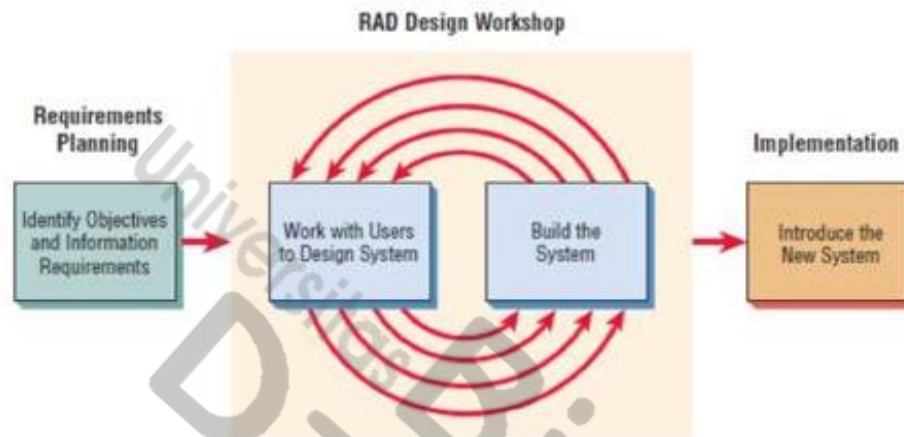 RAD Design Workshop
Requirements
Planning
Identify Objectives
and Information
Requirements
Work with Users
to Design System
Build the
System
Implementation
Introduce the
New System
Universitas